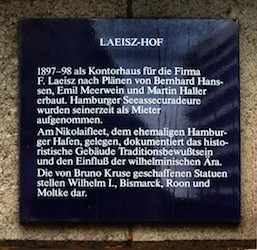 LAEISZ-HOF
1897-98 als Kontorhaus für die Firma
F. Laeisz nach Plänen von Bernhard Hans-
sen, Emil Meerwein und Martin Haller
erbaut. Hamburger Seeassecuradeure
wurden seinerzeit als Mieter
aufgenommen.
Am Nikolaifleet, dem ehemaligen Hambur-
ger Hafen, gelegen, dokumentiert das histo-
ristische Gebäude Traditionsbewußtsein
und den Einfluß der wilhelminischen Ära.
Die von Bruno Kruse geschaffenen Statuen
stellen Wilhelm I., Bismarck, Roon und
Moltke dar.